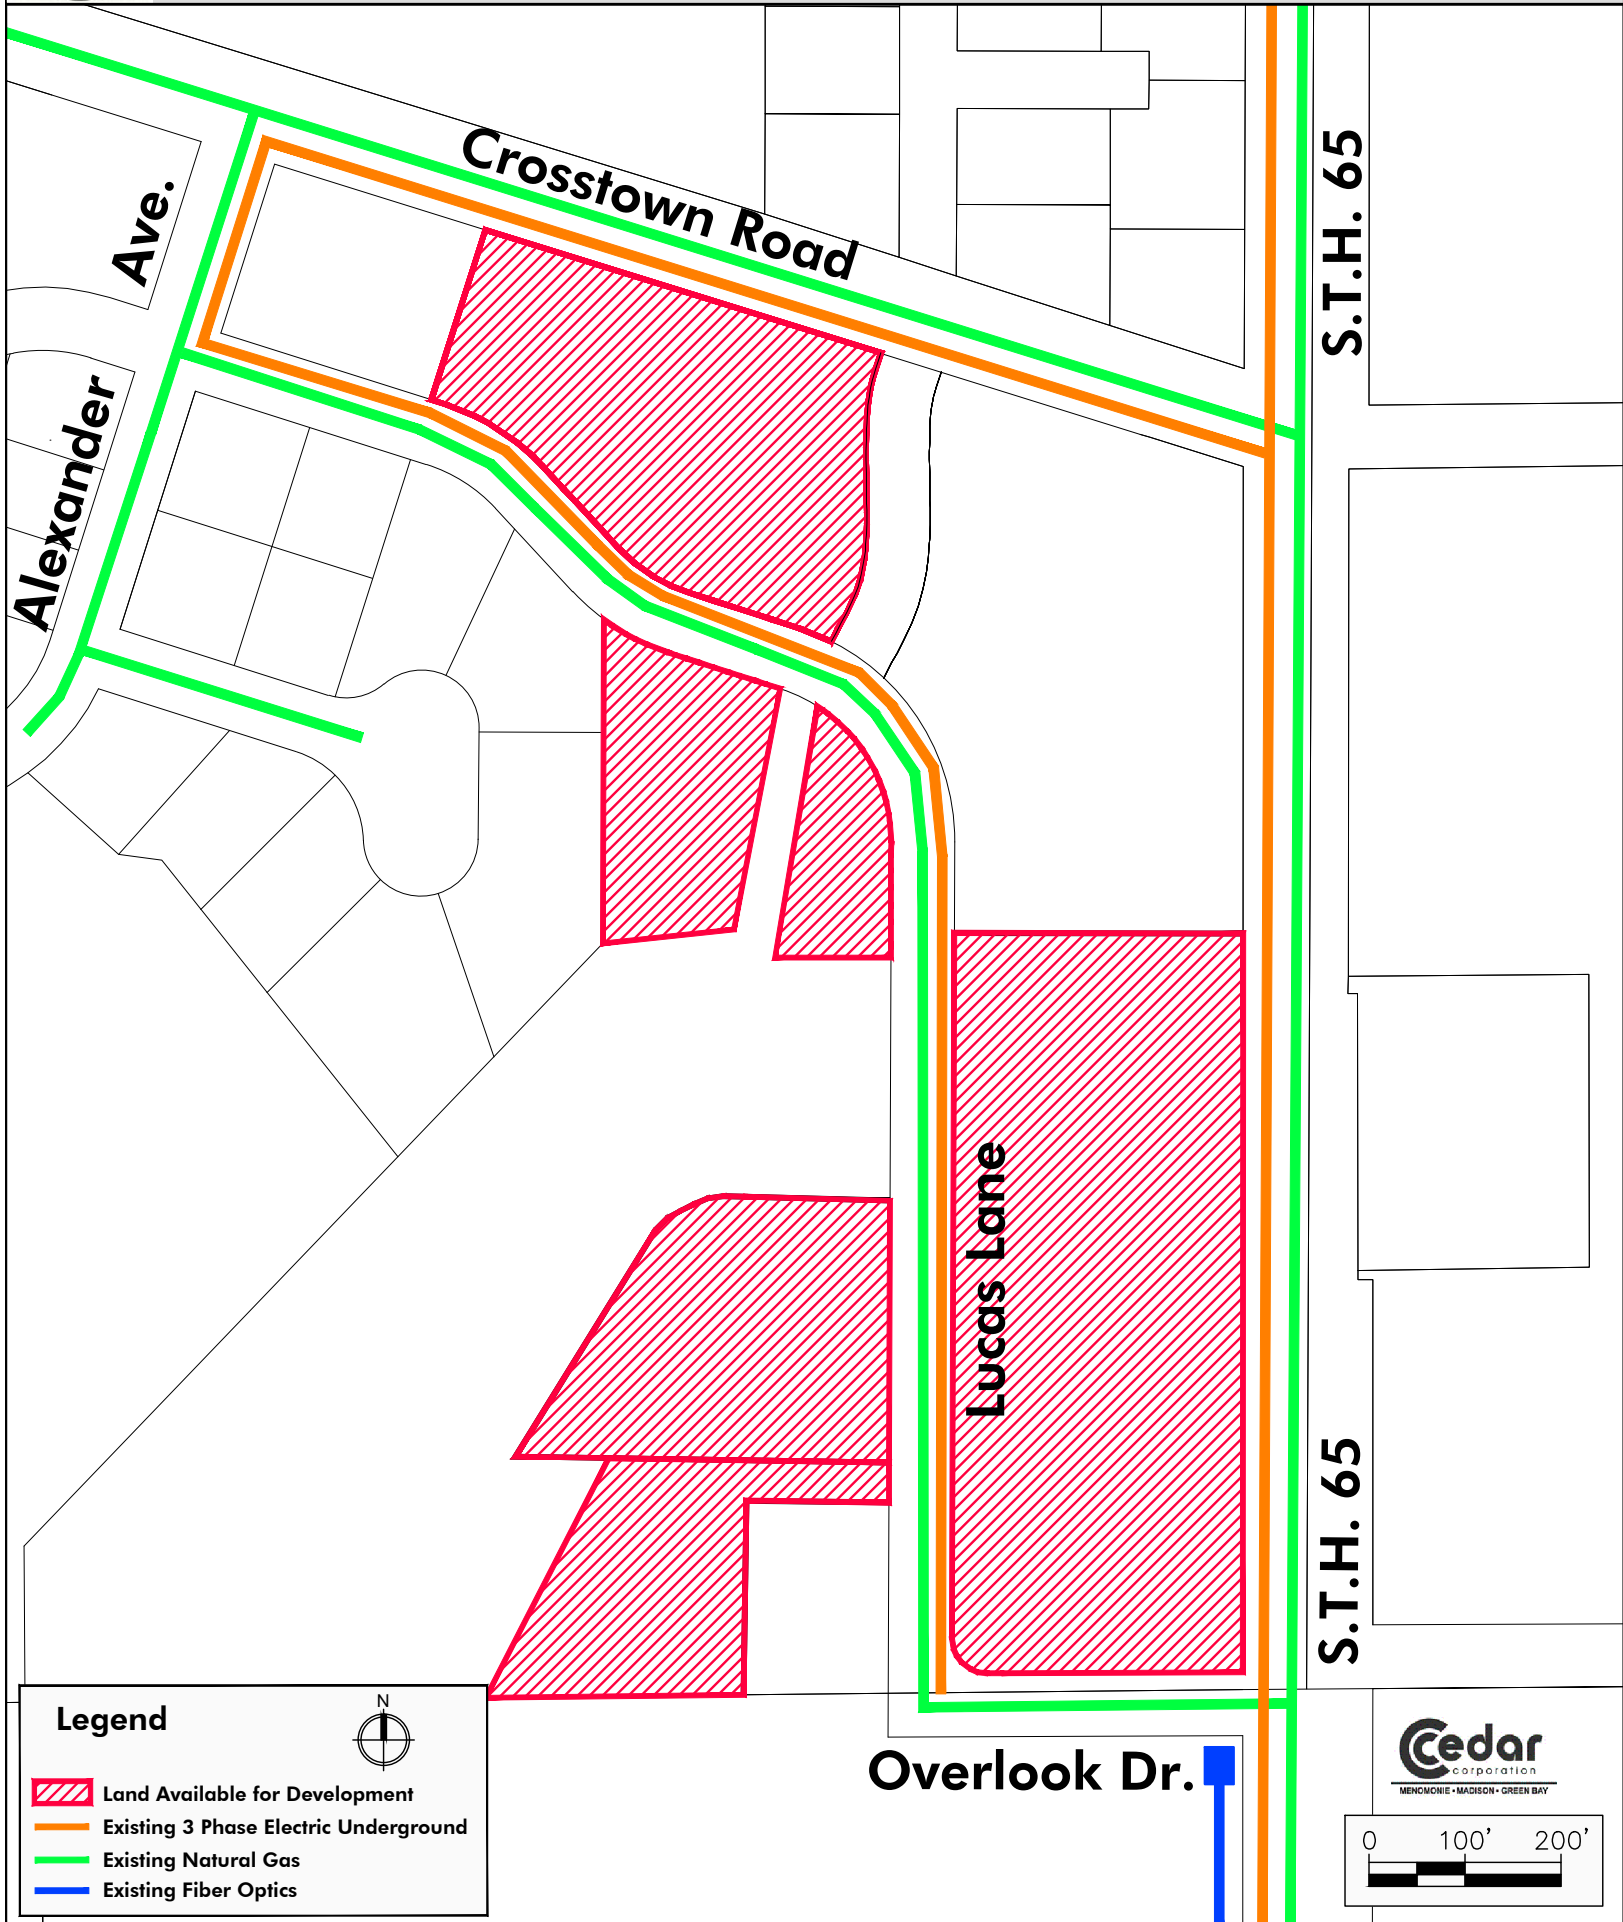 Crosstown Road
S.T.H. 65
Alexander Ave.
Lucas Lane
S.T.H. 65
Overlook Dr.
Legend
N
Land Available for Development
Existing 3 Phase Electric Underground
Existing Natural Gas
Existing Fiber Optics
Cedar
corporation
MENOMONIE • MADISON • GREEN BAY
0 100' 200'